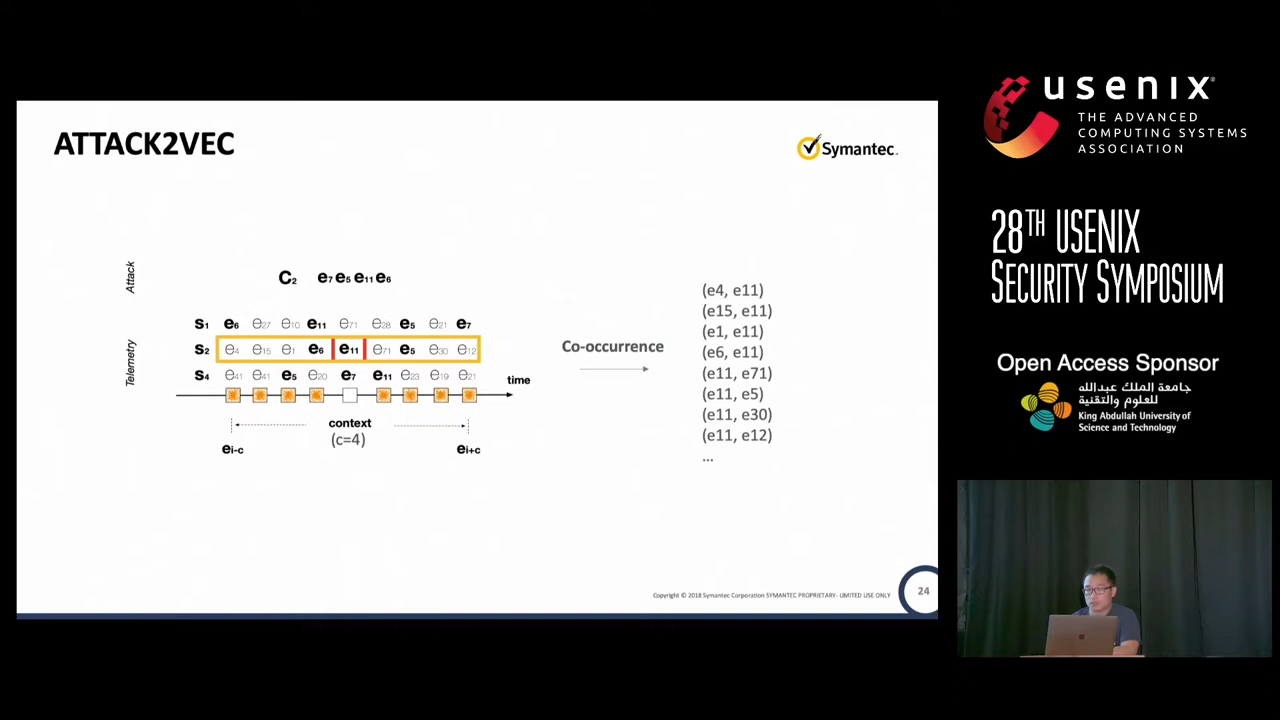 ATTACK2VEC
Symantec
Attack
C2 e7 e5 e11 e6
Telemetry
s1 e6 e27 e10 e11 e71 e28 e5 e21 e7
s2 e4 e15 e1 e6 e11 e71 e5 e30 e12
s4 e41 e41 e5 e20 e7 e11 e23 e19 e21
time
context
(c=4)
ei-c
ei+c
Co-occurrence
(e4, e11)
(e15, e11)
(e1, e11)
(e6, e11)
(e11, e71)
(e11, e5)
(e11, e30)
(e11, e12)
...
Copyright © 2018 Symantec Corporation SYMANTEC PROPRIETARY- LIMITED USE ONLY
24
usenix
THE ADVANCED
COMPUTING SYSTEMS
ASSOCIATION
28TH USENIX
SECURITY SYMPOSIUM
Open Access Sponsor
جامعة الملك عبدالله
للعلوم والتقنية
King Abdullah University of
Science and Technology